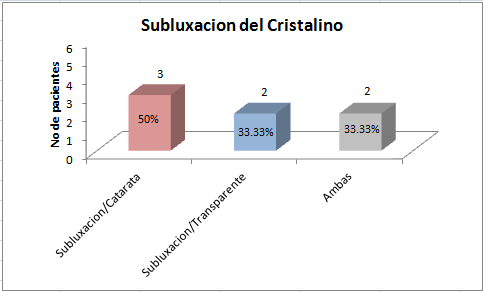 Subluxacion del Cristalino
No de pacientes
6
5
4
3
2
1
0
3
2
2
50%
33.33%
33.33%
Subluxacion/Catarata
Subluxacion/Transparente
Ambas